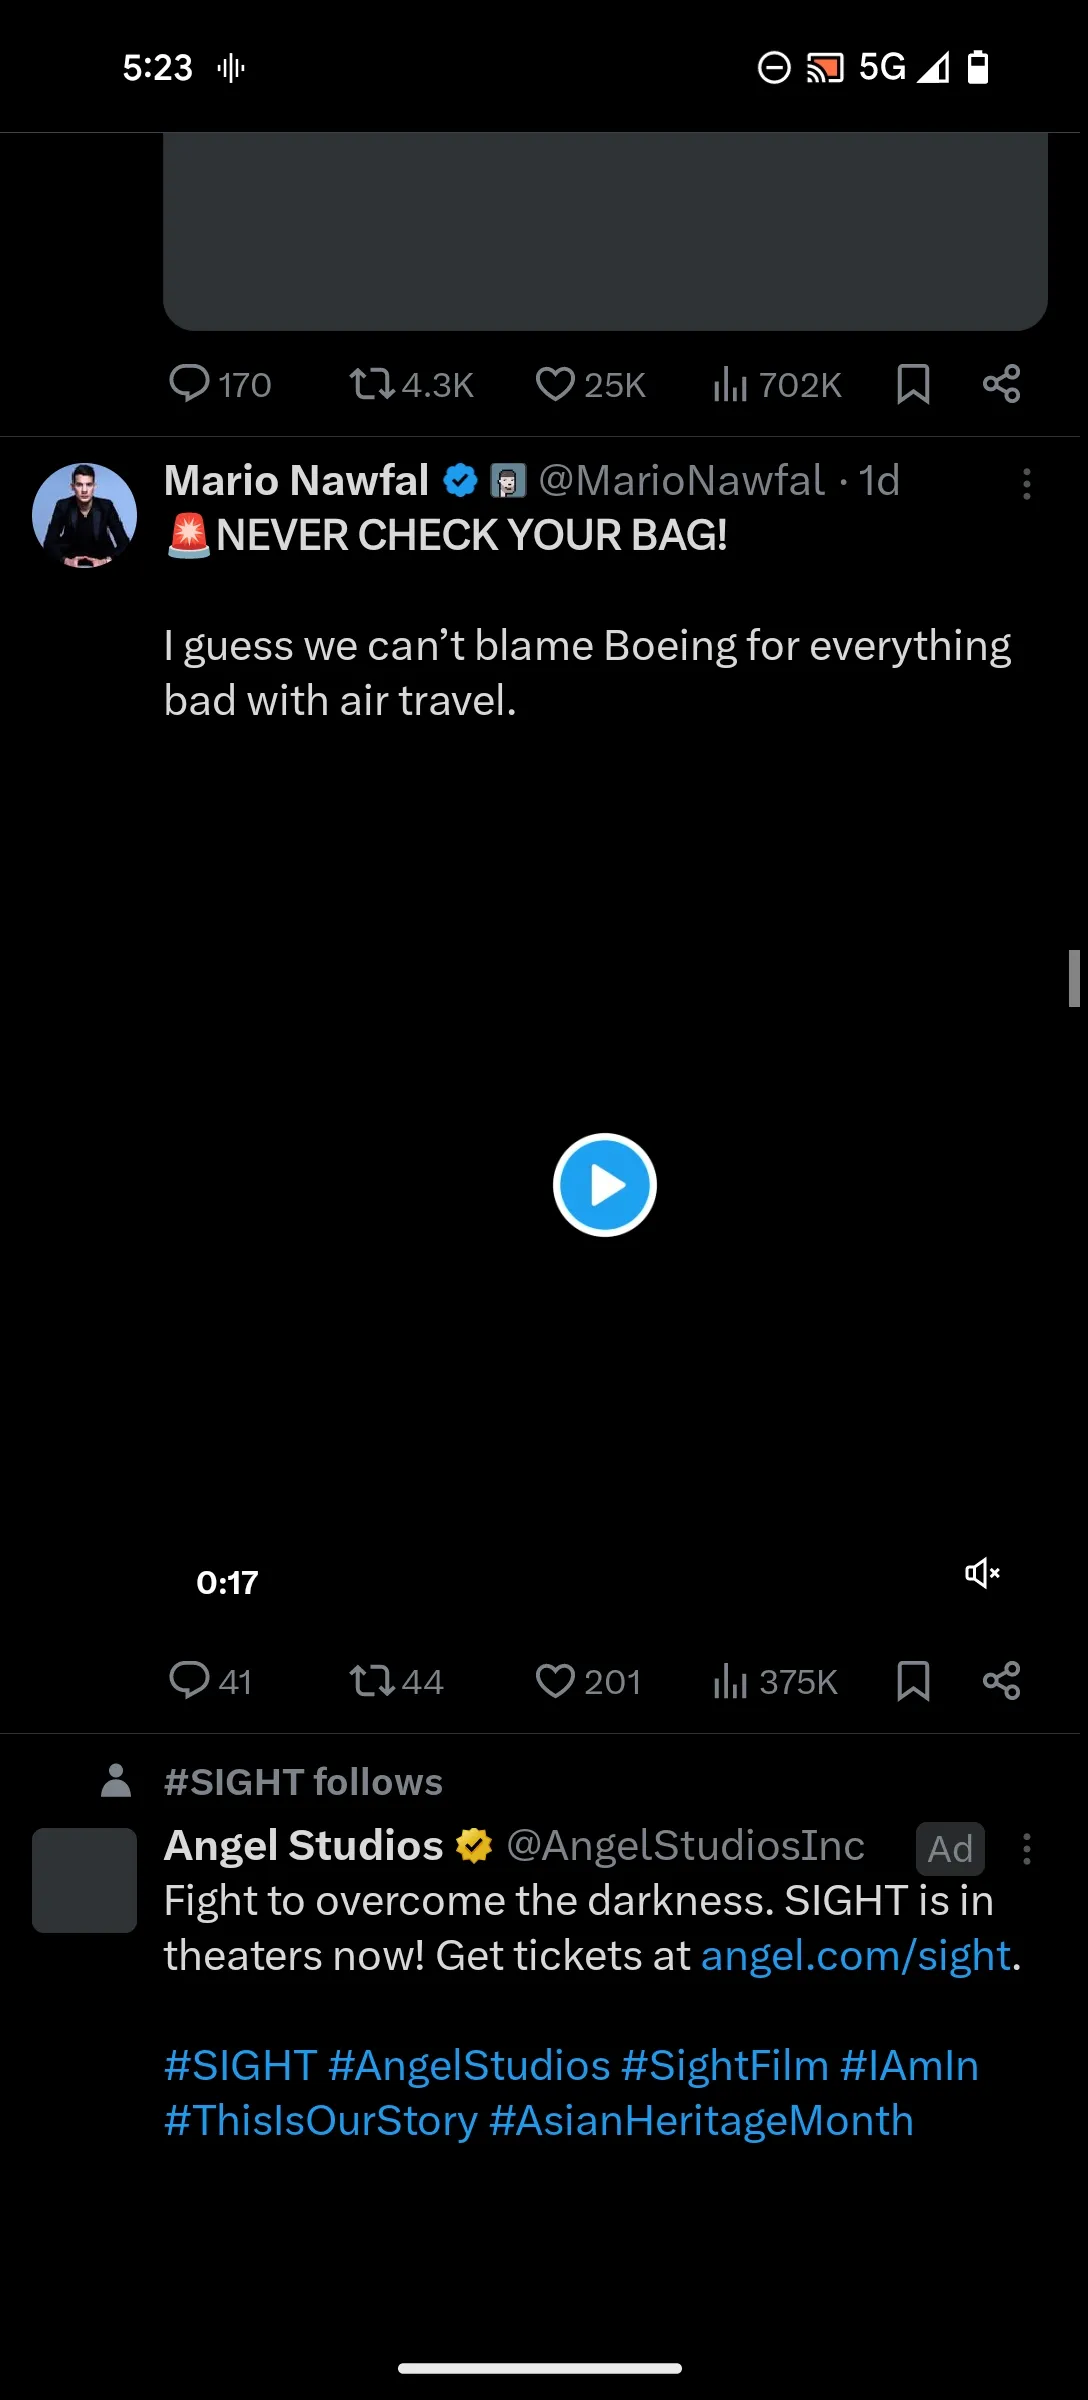 5:23 5G
170 4.3K 25K 702K
Mario Nawfal @MarioNawfal · 1d
🚨NEVER CHECK YOUR BAG!
I guess we can’t blame Boeing for everything
bad with air travel.
0:17
41 44 201 375K
#SIGHT follows
Angel Studios @AngelStudiosInc Ad
Fight to overcome the darkness. SIGHT is in
theaters now! Get tickets at angel.com/sight.
#SIGHT #AngelStudios #SightFilm #IAmIn
#ThisIsOurStory #AsianHeritageMonth